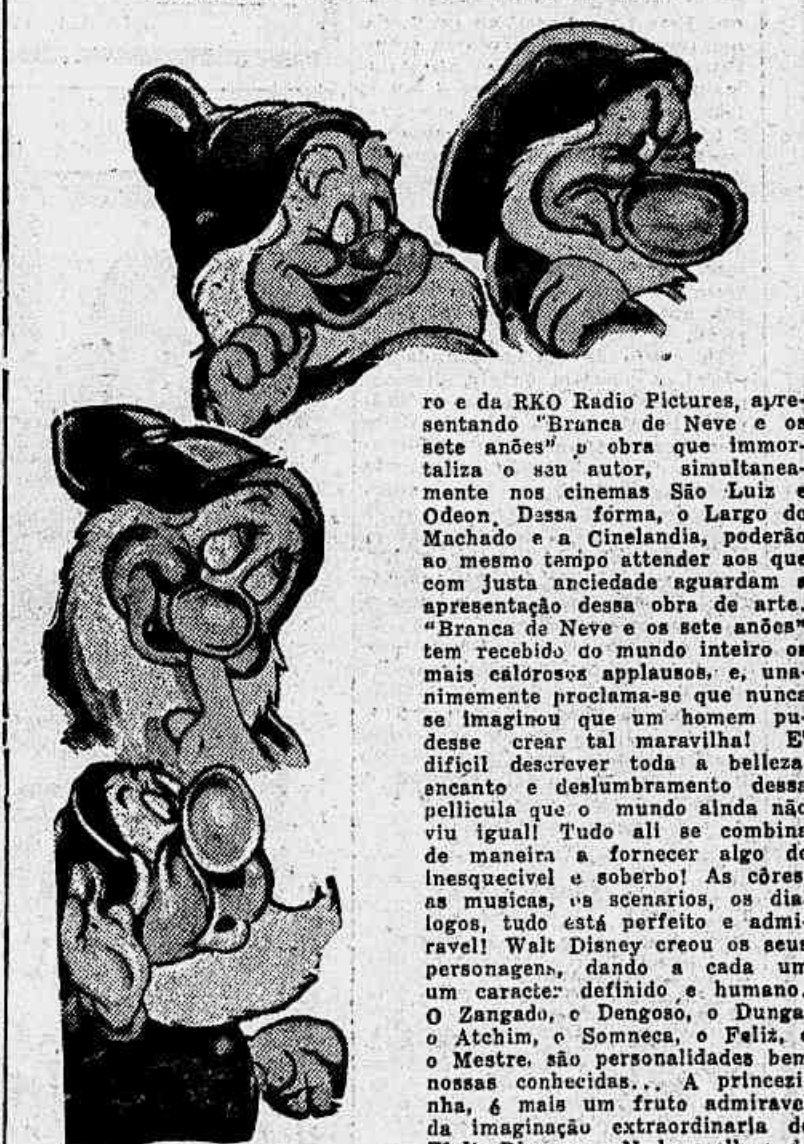 ro e da RKO Radio Pictures, apre-
sentando "Branca de Neve e os
sete anões" obra que immor-
taliza o seu autor, simultanea-
mente nos cinemas São Luiz e
Odeon. Dessa fórma, o Largo do
Machado e a Cinelandia, poderão
ao mesmo tempo attender aos que
com justa anciedade aguardam a
apresentação dessa obra de arte.
"Branca de Neve e os sete anões"
tem recebido do mundo inteiro os
mais calorosos applausos, e, una-
nimemente proclama-se que nunca
se imaginou que um homem pu-
desse crear tal maravilha! E'
dificil descrever toda a belleza,
encanto e deslumbramento dessa
pellicula que o mundo ainda não
viu igual! Tudo ali se combina
de maneira a fornecer algo de
inesquecivel e soberbo! As côres,
as musicas, os scenarios, os dia-
logos, tudo está perfeito e admi-
ravel! Walt Disney creou os seus
personagens, dando a cada um
um caracter definido e humano.
O Zangado, o Dengoso, o Dunga,
o Atchim, o Somneca, o Feliz, e
o Mestre, são personalidades bem
nossas conhecidas... A princezi-
nha, é mais um fruto admiravel
da imaginação extraordinaria de